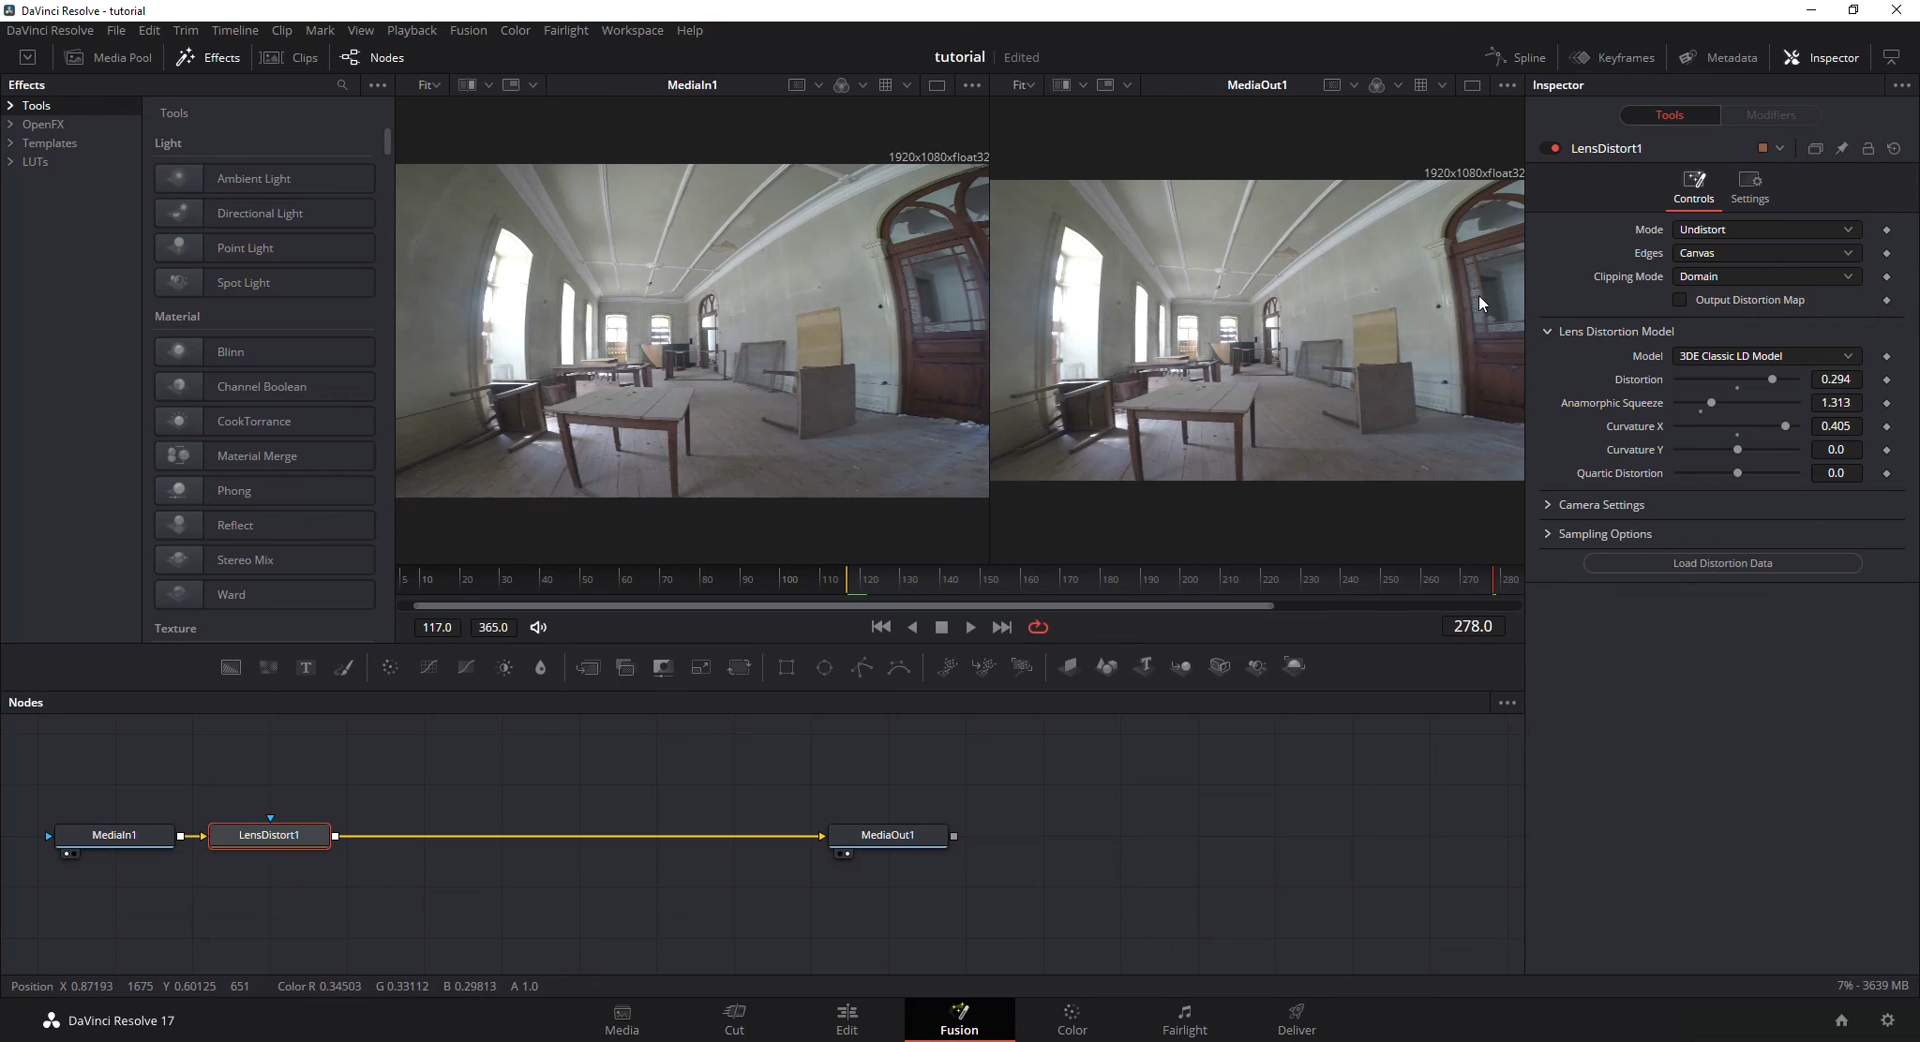 DaVinci Resolve - tutorial
DaVinci Resolve File Edit Trim Timeline Clip Mark View Playback Fusion Color Fairlight Workspace Help
Media Pool Effects Clips Nodes tutorial Edited Spline Keyframes Metadata Inspector
Effects Fit MediaIn1 Fit MediaOut1 Inspector
Tools
OpenFX
Templates
LUTs
Tools
Light
Ambient Light
Directional Light
Point Light
Spot Light
Material
Blinn
Channel Boolean
CookTorrance
Material Merge
Phong
Reflect
Stereo Mix
Ward
Texture
1920x1080xfloat32
1920x1080xfloat32
Tools Modifiers
LensDistort1
Controls Settings
Mode Undistort
Edges Canvas
Clipping Mode Domain
Output Distortion Map
Lens Distortion Model
Model 3DE Classic LD Model
Distortion 0.294
Anamorphic Squeeze 1.313
Curvature X 0.405
Curvature Y 0.0
Quartic Distortion 0.0
Camera Settings
Sampling Options
Load Distortion Data
5 10 20 30 40 50 60 70 80 90 100 110 120 130 140 150 160 170 180 190 200 210 220 230 240 250 260 270 280
117.0 365.0 278.0
T T
Nodes
MediaIn1 LensDistort1 MediaOut1
Position X 0.87193 1675 Y 0.60125 651 Color R 0.34503 G 0.33112 B 0.29813 A 1.0 7% - 3639 MB
DaVinci Resolve 17 Media Cut Edit Fusion Color Fairlight Deliver